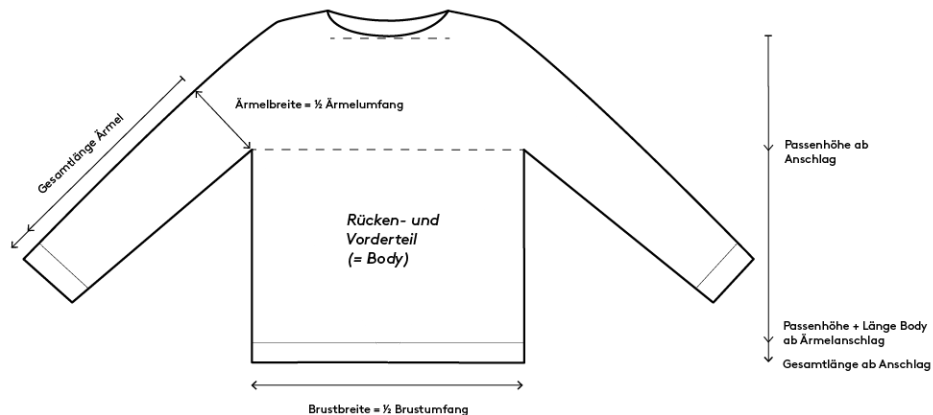 Ärmelbreite = ½ Ärmelumfang
Gesamtlänge Ärmel
Passenhöhe ab
Anschlag
Rücken- und
Vorderteil
(= Body)
Passenhöhe + Länge Body
ab Ärmelanschlag
Gesamtlänge ab Anschlag
Brustbreite = ½ Brustumfang